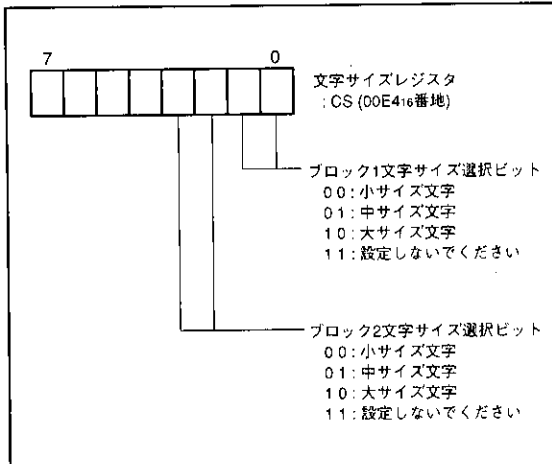 7 0
文字サイズレジスタ
: CS (00E416番地)
ブロック1文字サイズ選択ビット
00:小サイズ文字
01:中サイズ文字
10:大サイズ文字
11:設定しないでください
ブロック2文字サイズ選択ビット
00:小サイズ文字
01:中サイズ文字
10:大サイズ文字
11:設定しないでください